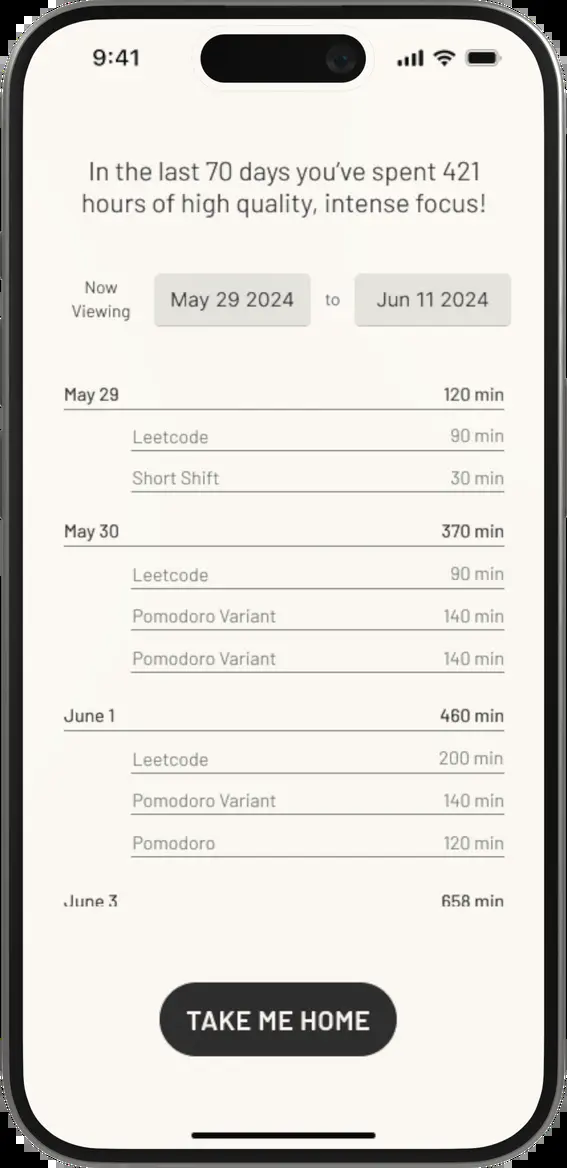 9:41
In the last 70 days you’ve spent 421
hours of high quality, intense focus!
Now
Viewing
May 29 2024 to Jun 11 2024
May 29 120 min
Leetcode 90 min
Short Shift 30 min
May 30 370 min
Leetcode 90 min
Pomodoro Variant 140 min
Pomodoro Variant 140 min
June 1 460 min
Leetcode 200 min
Pomodoro Variant 140 min
Pomodoro 120 min
June 3 658 min
TAKE ME HOME